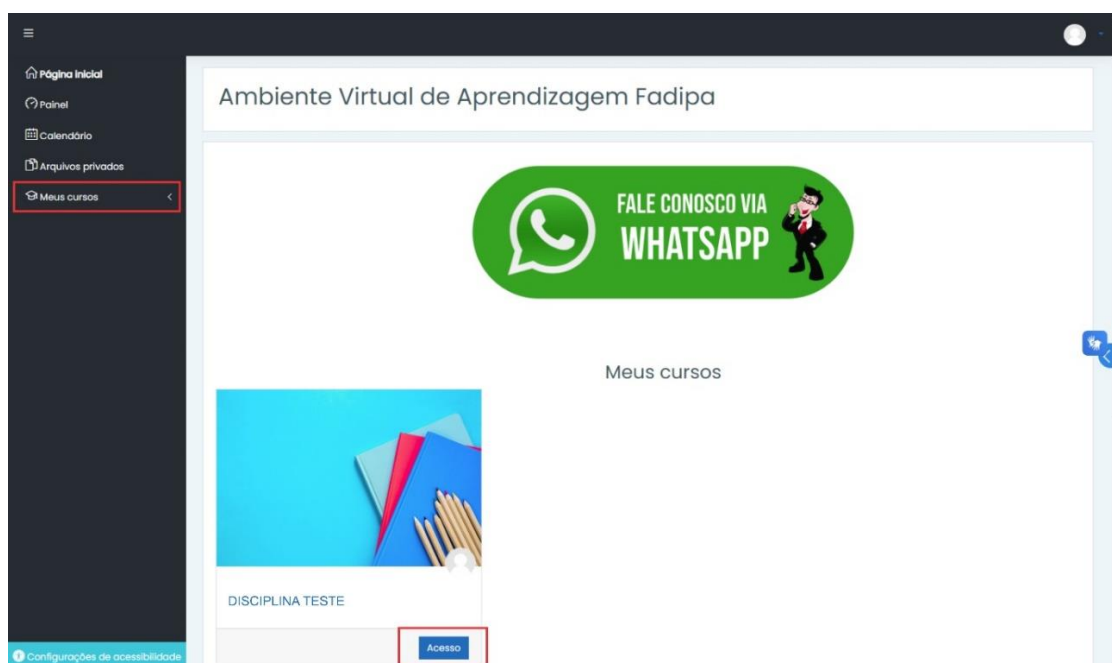 Página inicial
Painel
Calendário
Arquivos privados
Meus cursos
Ambiente Virtual de Aprendizagem Fadipa
FALE CONOSCO VIA
WHATSAPP
Meus cursos
DISCIPLINA TESTE
Acesso
Configurações de acessibilidade